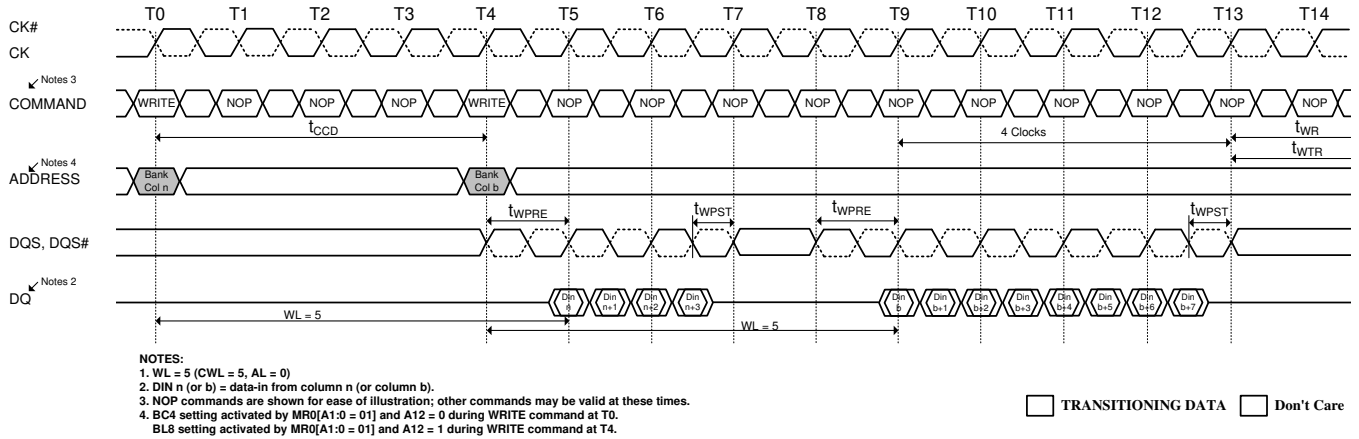 T0 T1 T2 T3 T4 T5 T6 T7 T8 T9 T10 T11 T12 T13 T14
CK#
CK
Notes 3
COMMAND
WRITE NOP NOP NOP WRITE NOP NOP NOP NOP NOP NOP NOP NOP NOP NOP
tCCD
4 Clocks
tWR
tWTR
Notes 4
ADDRESS
Bank Col n
Bank Col b
tWPRE
tWPST
tWPRE
tWPST
DQS, DQS#
Notes 2
DQ
Din n
Din n+1
Din n+2
Din n+3
Din b
Din b+1
Din b+2
Din b+3
Din b+4
Din b+5
Din b+6
Din b+7
WL = 5
WL = 5
NOTES:
1. WL = 5 (CWL = 5, AL = 0)
2. DIN n (or b) = data-in from column n (or column b).
3. NOP commands are shown for ease of illustration; other commands may be valid at these times.
4. BC4 setting activated by MR0[A1:0 = 01] and A12 = 0 during WRITE command at T0.
BL8 setting activated by MR0[A1:0 = 01] and A12 = 1 during WRITE command at T4.
TRANSITIONING DATA
Don't Care